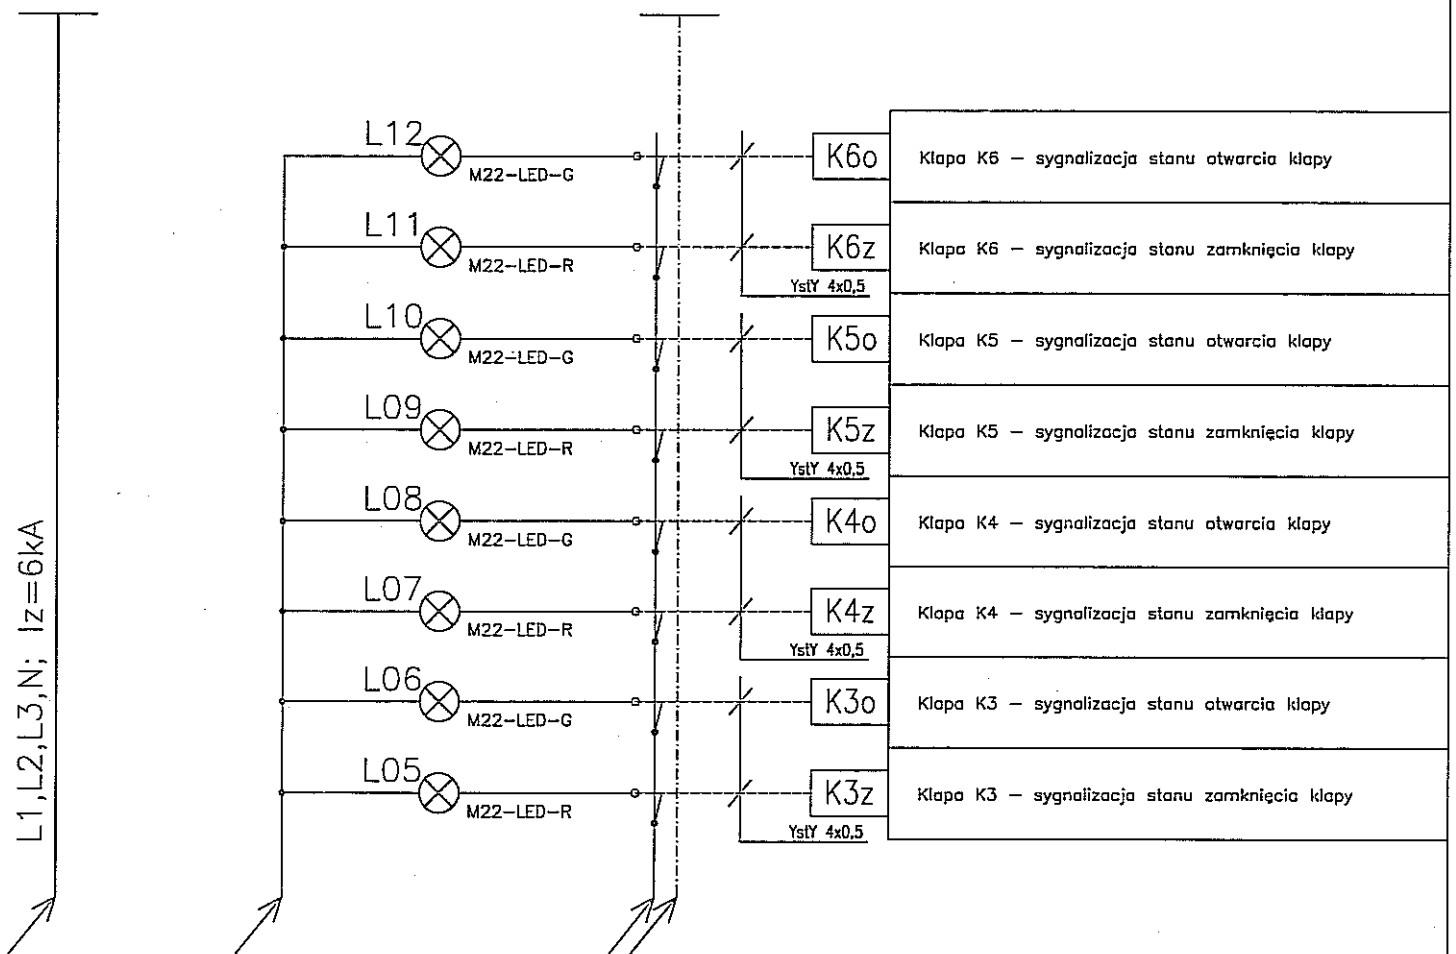 L12 M22-LED-G K6o Klapa K6 – sygnalizacja stanu otwarcia klapy
L11 M22-LED-R K6z Klapa K6 – sygnalizacja stanu zamknięcia klapy
YstY 4x0,5
L10 M22-LED-G K5o Klapa K5 – sygnalizacja stanu otwarcia klapy
L09 M22-LED-R K5z Klapa K5 – sygnalizacja stanu zamknięcia klapy
YstY 4x0,5
L08 M22-LED-G K4o Klapa K4 – sygnalizacja stanu otwarcia klapy
L07 M22-LED-R K4z Klapa K4 – sygnalizacja stanu zamknięcia klapy
YstY 4x0,5
L06 M22-LED-G K3o Klapa K3 – sygnalizacja stanu otwarcia klapy
L05 M22-LED-R K3z Klapa K3 – sygnalizacja stanu zamknięcia klapy
YstY 4x0,5
L1,L2,L3,N; Iz=6kA